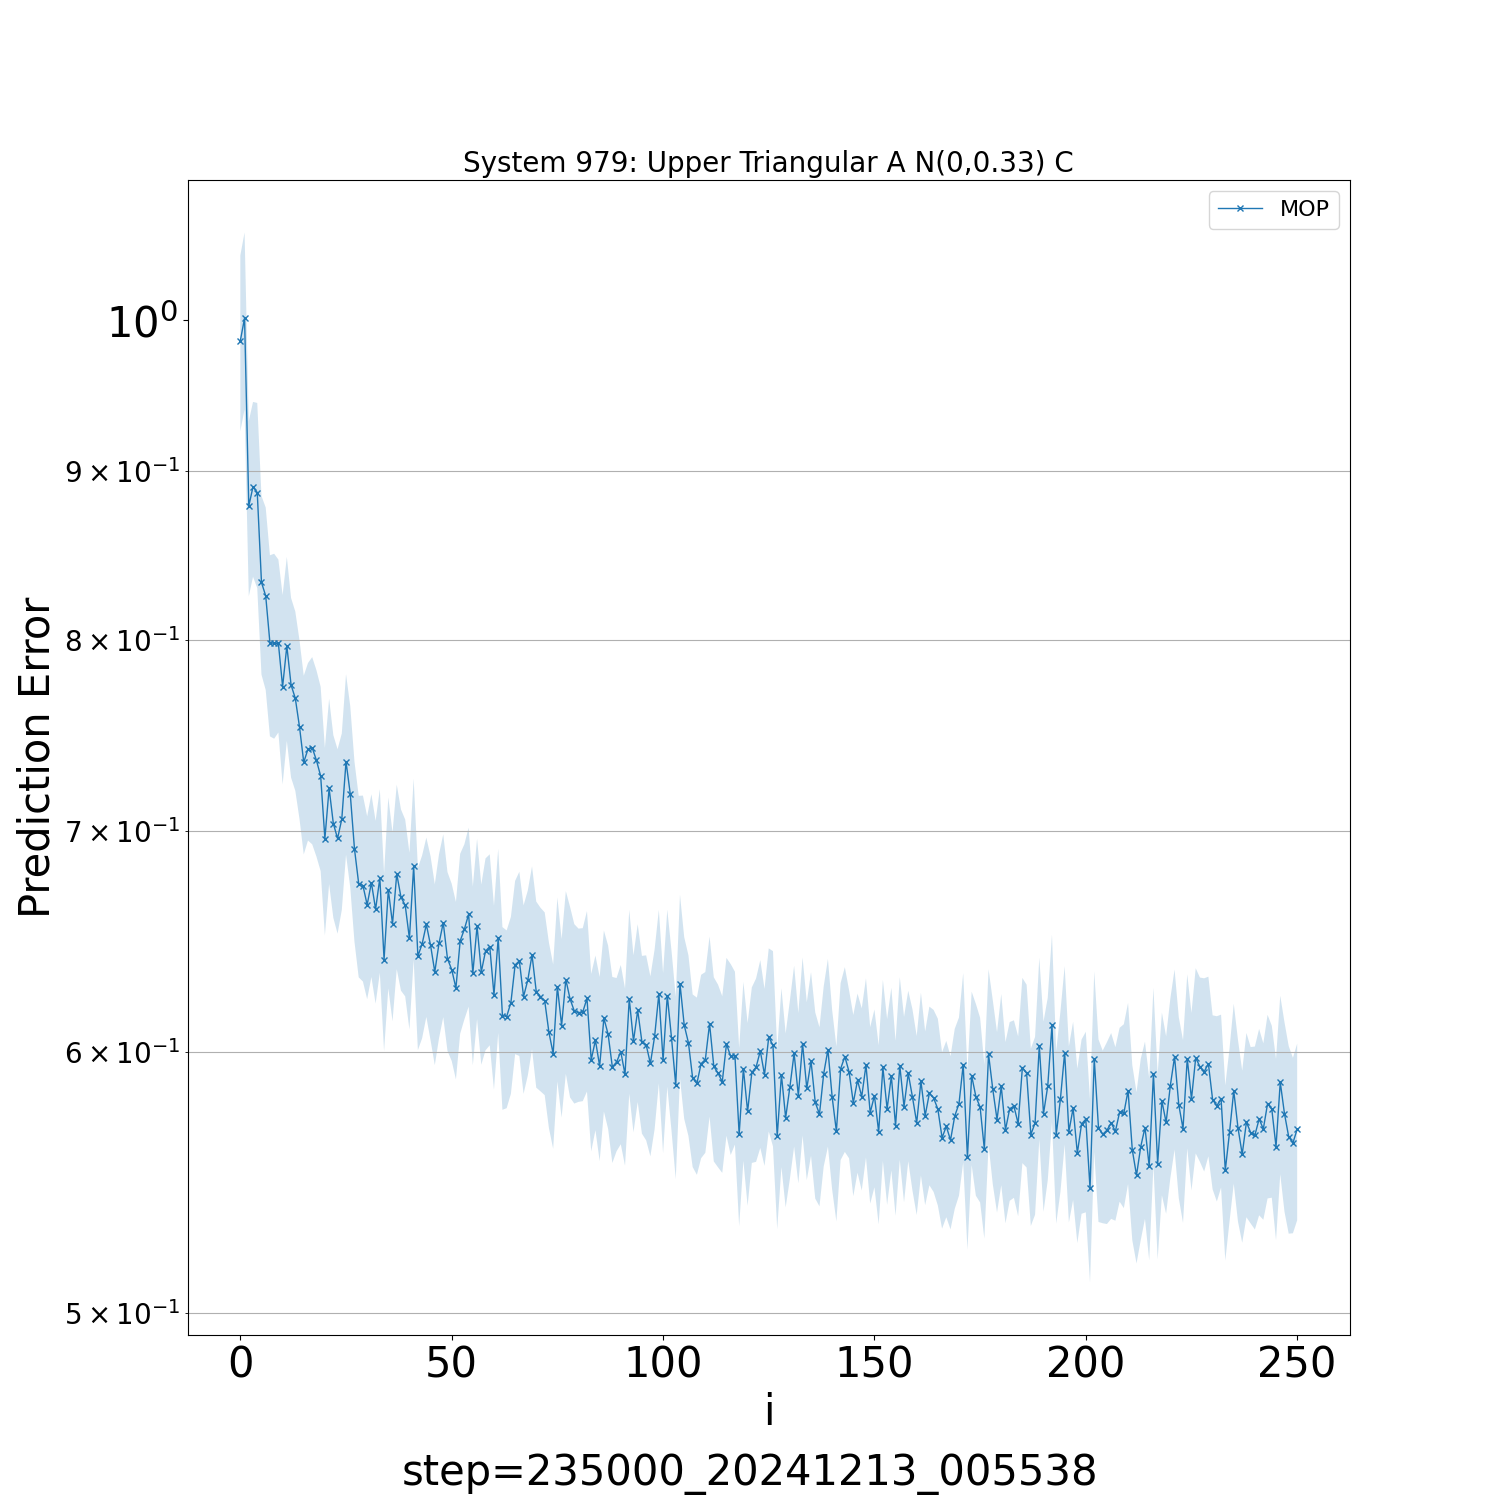 System 979: Upper Triangular A N(0,0.33) C
MOP
Prediction Error
10⁰
9 × 10⁻¹
8 × 10⁻¹
7 × 10⁻¹
6 × 10⁻¹
5 × 10⁻¹
0 50 100 150 200 250
i
step=235000_20241213_005538